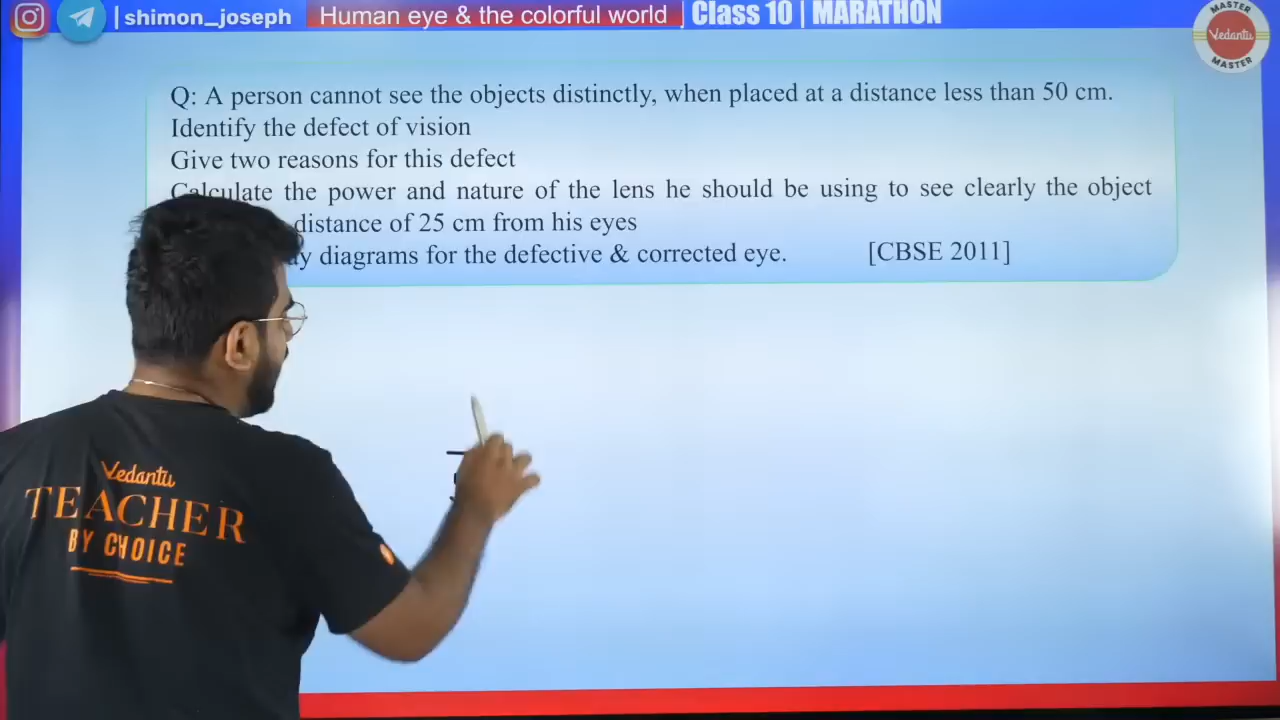 |shimon_joseph Human eye & the colorful world | Class 10 | MARATHON
MASTER
Vedantu
MASTER
Q: A person cannot see the objects distinctly, when placed at a distance less than 50 cm.
Identify the defect of vision
Give two reasons for this defect
Calculate the power and nature of the lens he should be using to see clearly the object
distance of 25 cm from his eyes
diagrams for the defective & corrected eye. [CBSE 2011]
Vedantu
TEACHER
BY CHOICE